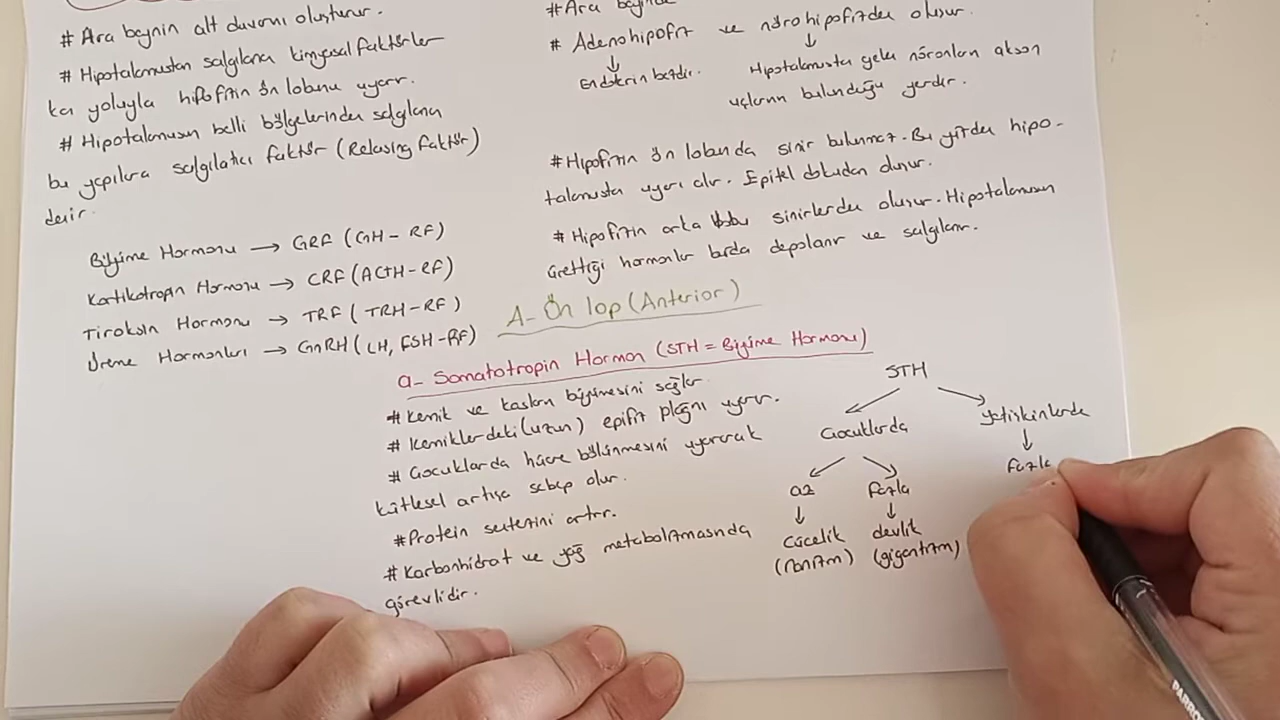 # Ara beynin alt duvarını oluşturur.
# Hipotalamustan salgılanan kimyasal faktörler
kan yoluyla hipofizin ön lobunu uyarır.
# Hipotalamusun belli bölgelerinden salgılanan
bu yapılara salgılatıcı faktör (Relasing faktör)
denir.
Büyüme Hormonu → GRF (GH-RF)
Kortikotropin Hormonu → CRF (ACTH-RF)
Tiroksin Hormonu → TRF (TRH-RF)
Üreme Hormonları → GnRH (LH, FSH-RF)
# Ara beyinde
# Adenohipofiz ve nörohipofizden oluşur.
↓ ↓
Endokrin bezdir. Hipotalamustan gelen nöronların akson
uçlarının bulunduğu yerdir.
# Hipofizin ön lobunda sinir bulunmaz. Bu yüzden hipo-
talamustan uyarı alır. Epitel dokudan oluşur.
# Hipofizin arka lobu sinirlerden oluşur. Hipotalamusun
ürettiği hormonlar burda depolanır ve salgılanır.
A- Ön lop (Anterior)
a- Somatotropin Hormon (STH = Büyüme Hormonu)
# Kemik ve kasların büyümesini sağlar.
# Kemiklerdeki (uzun) epifiz plağını uyarır.
# Çocuklarda hücre bölünmesini uyararak
kütlesel artışa sebep olur.
# Protein sentezini artırır.
# Karbonhidrat ve yağ metabolizmasında
görevlidir.
STH
Çocuklarda yetişkinlerde
az fazla fazla
cücelik devlik
(nanizm) (gigantizm)
PARKE